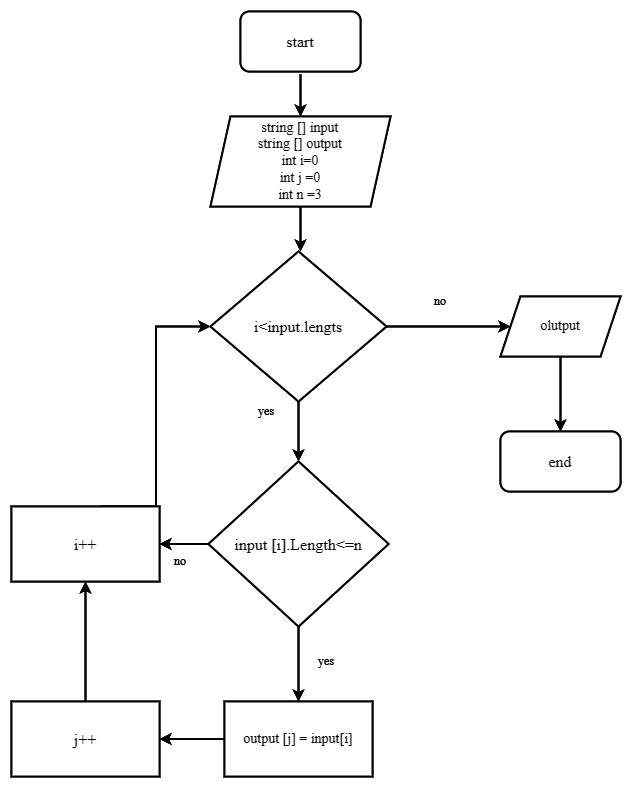 start
string [] input
string [] output
int i=0
int j =0
int n =3
i<input.lengts
no
olutput
yes
end
input [i].Length<=n
i++
no
yes
output [j] = input[i]
j++